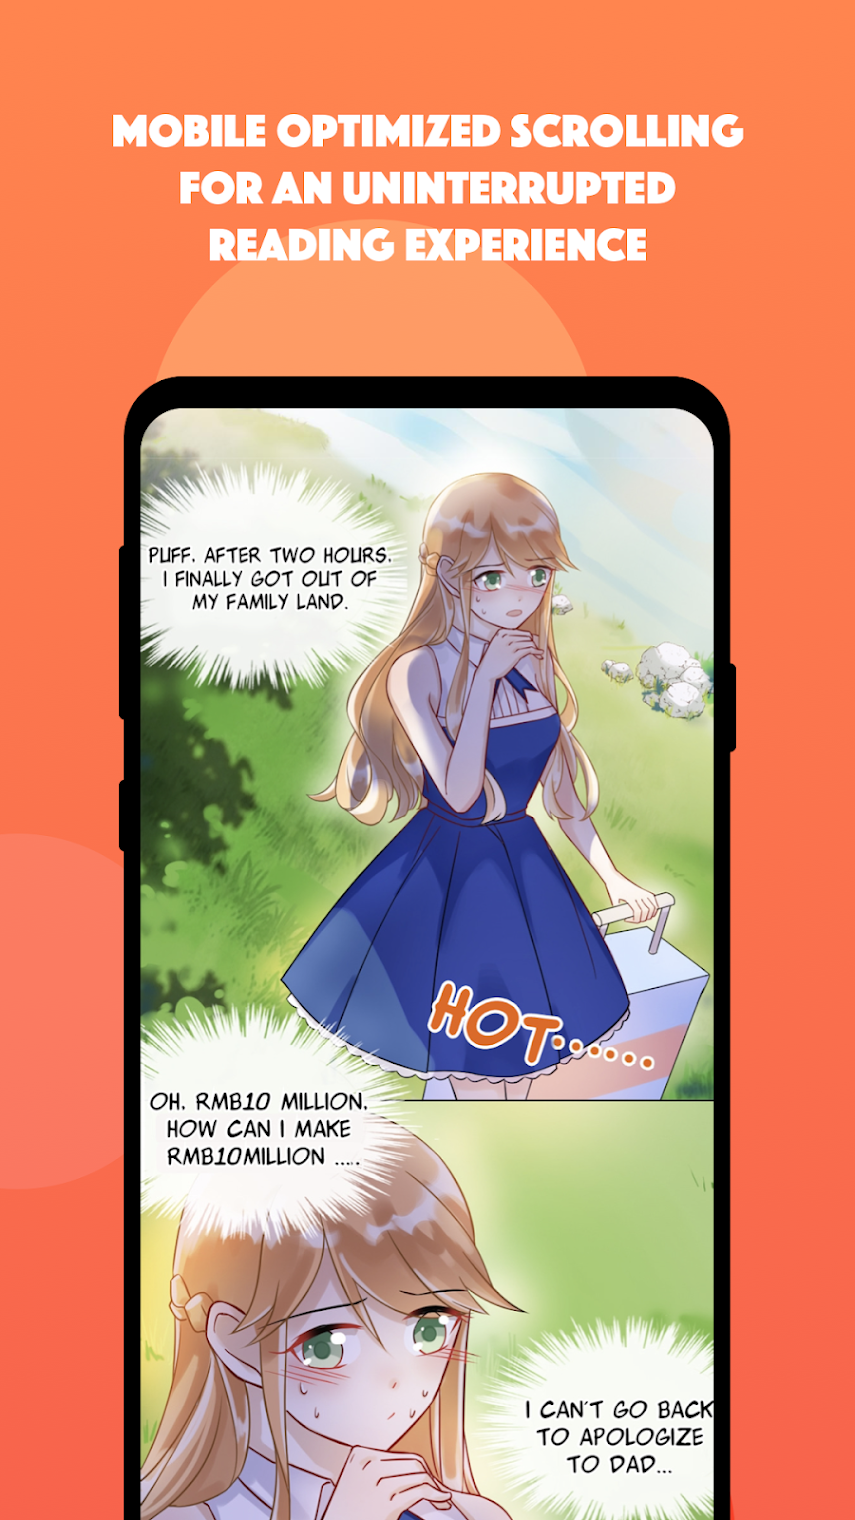 MOBILE OPTIMIZED SCROLLING
FOR AN UNINTERRUPTED
READING EXPERIENCE
PUFF, AFTER TWO HOURS,
I FINALLY GOT OUT OF
MY FAMILY LAND.
HOT......
OH, RMB10 MILLION,
HOW CAN I MAKE
RMB10MILLION .....
I CAN'T GO BACK
TO APOLOGIZE
TO DAD...